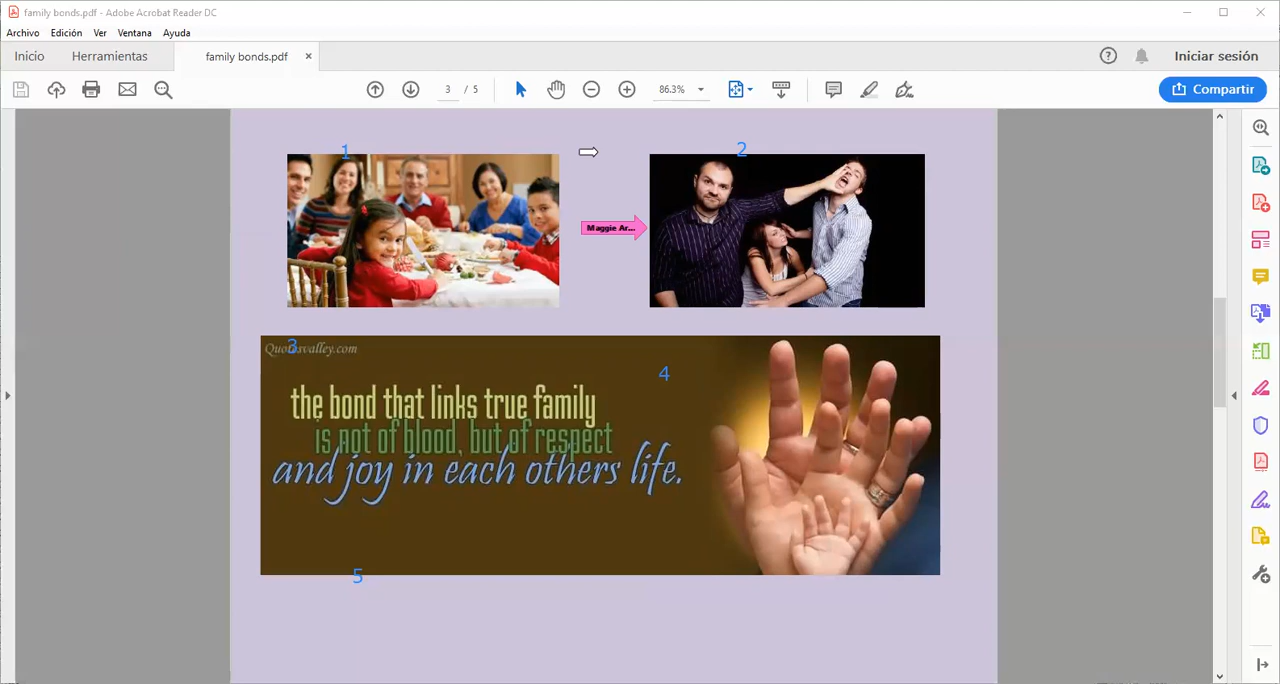 family bonds.pdf - Adobe Acrobat Reader DC
Archivo Edición Ver Ventana Ayuda
Inicio Herramientas family bonds.pdf × Iniciar sesión
3 / 5 86.3% Compartir
1 2
Maggie Ar...
3
Quotesvalley.com
4
the bond that links true family
is not of blood, but of respect
and joy in each others life.
5